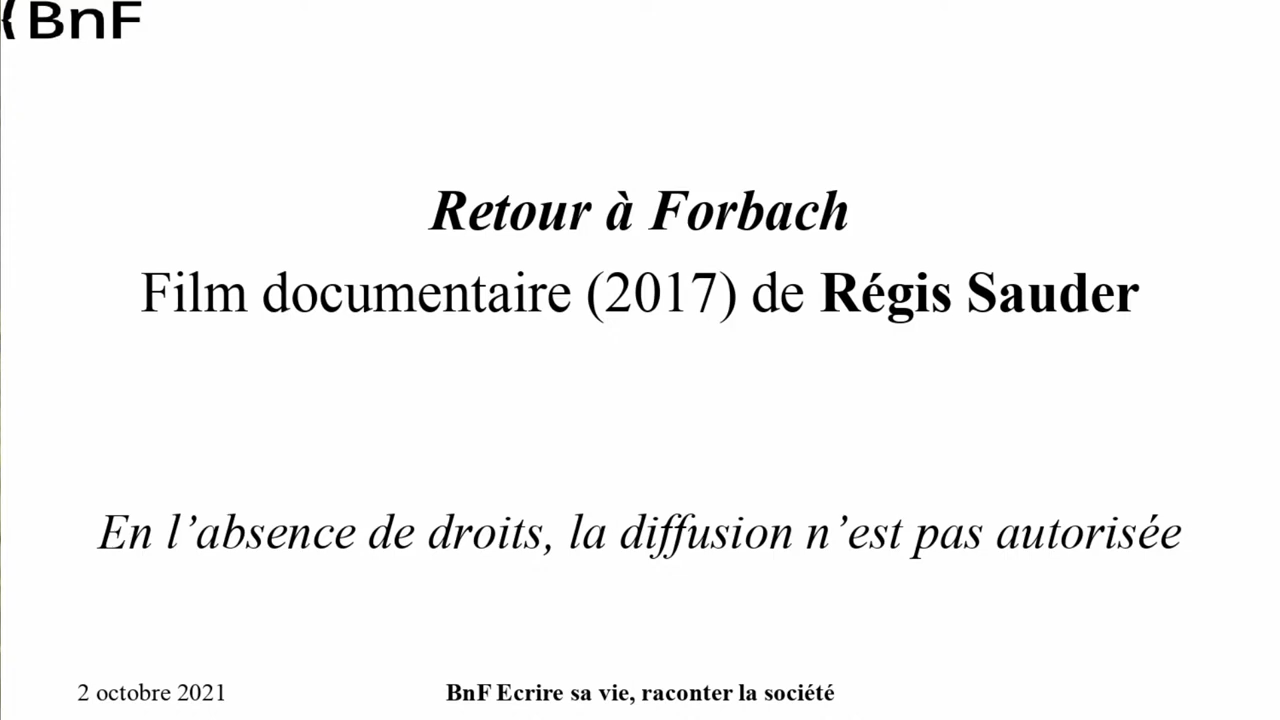 BnF
Retour à Forbach
Film documentaire (2017) de Régis Sauder
En l’absence de droits, la diffusion n’est pas autorisée
2 octobre 2021
BnF Ecrire sa vie, raconter la société